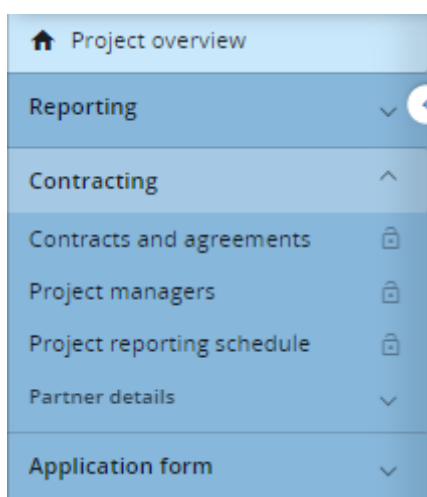 Project overview
Reporting
Contracting
Contracts and agreements
Project managers
Project reporting schedule
Partner details
Application form